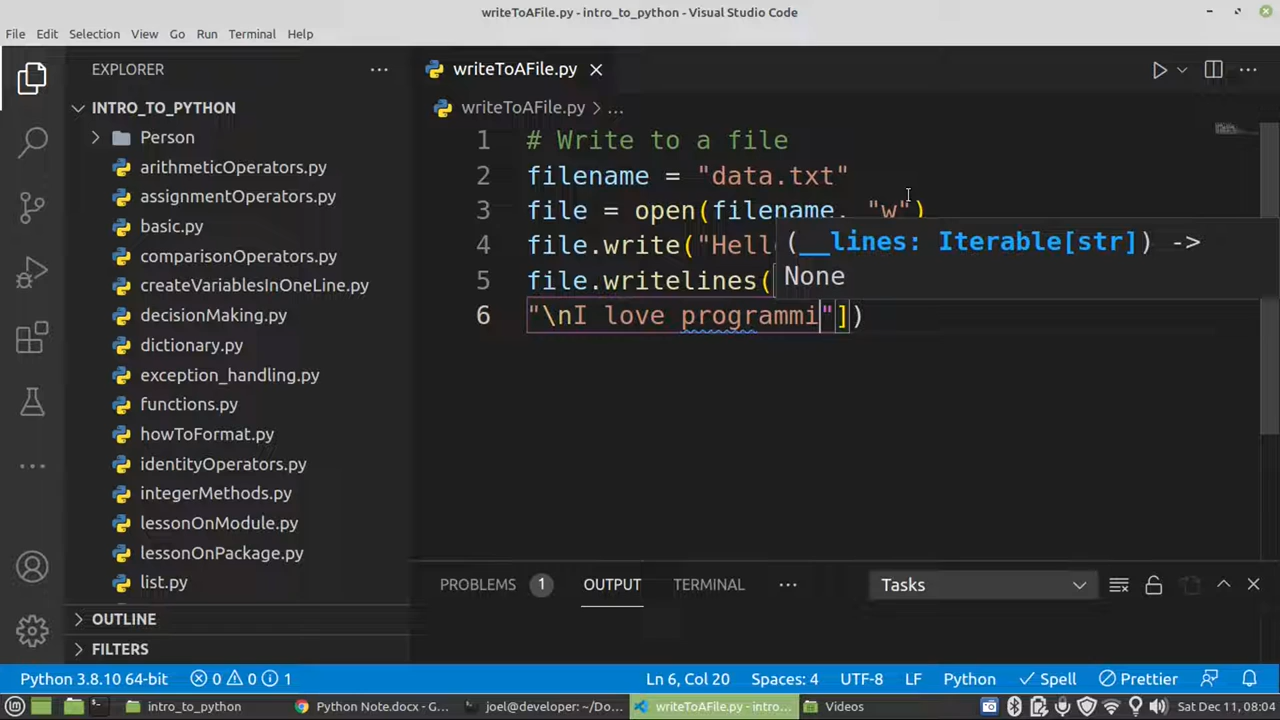 writeToAFile.py - intro_to_python - Visual Studio Code
File Edit Selection View Go Run Terminal Help
EXPLORER
INTRO_TO_PYTHON
Person
arithmeticOperators.py
assignmentOperators.py
basic.py
comparisonOperators.py
createVariablesInOneLine.py
decisionMaking.py
dictionary.py
exception_handling.py
functions.py
howToFormat.py
identityOperators.py
integerMethods.py
lessonOnModule.py
lessonOnPackage.py
list.py
OUTLINE
FILTERS
writeToAFile.py
writeToAFile.py > ...
1 # Write to a file
2 filename = "data.txt"
3 file = open(filename, "w")
4 file.write("Hell
5 file.writelines(
6 "\nI love programmi"])
(__lines: Iterable[str]) ->
None
PROBLEMS 1 OUTPUT TERMINAL ...
Tasks
Python 3.8.10 64-bit 0 0 1 Ln 6, Col 20 Spaces: 4 UTF-8 LF Python Spell Prettier
intro_to_python Python Note.docx - G... joel@developer: ~/Do... writeToAFile.py - intro... Videos Sat Dec 11, 08:04